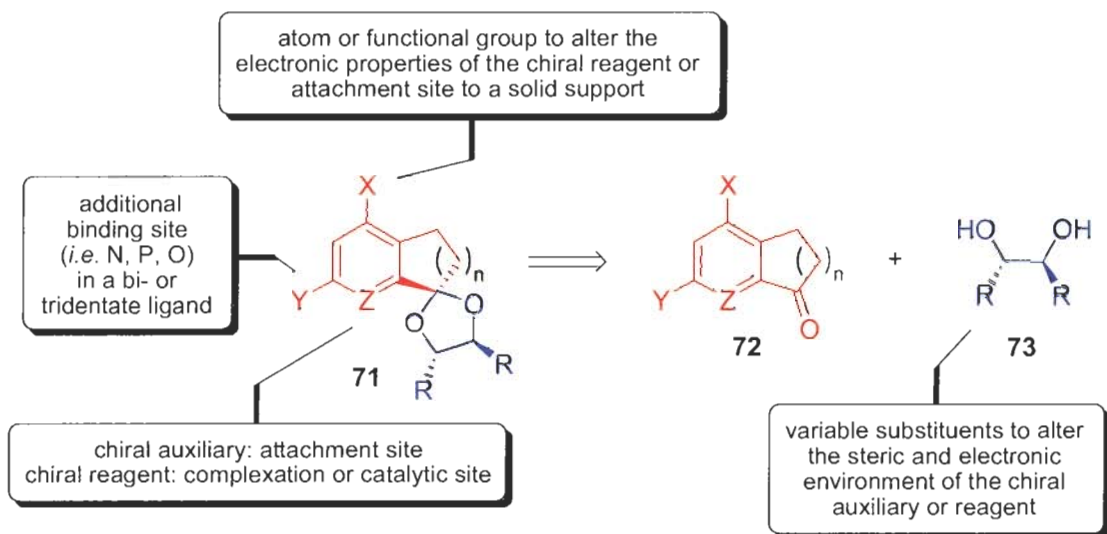 atom or functional group to alter the
electronic properties of the chiral reagent or
attachment site to a solid support
additional
binding site
(i.e. N, P, O)
in a bi- or
tridentate ligand
X
Y
Z
( )n
O
O
R
R
71
X
Y
Z
( )n
O
72
+
HO
OH
R
R
73
chiral auxiliary: attachment site
chiral reagent: complexation or catalytic site
variable substituents to alter
the steric and electronic
environment of the chiral
auxiliary or reagent